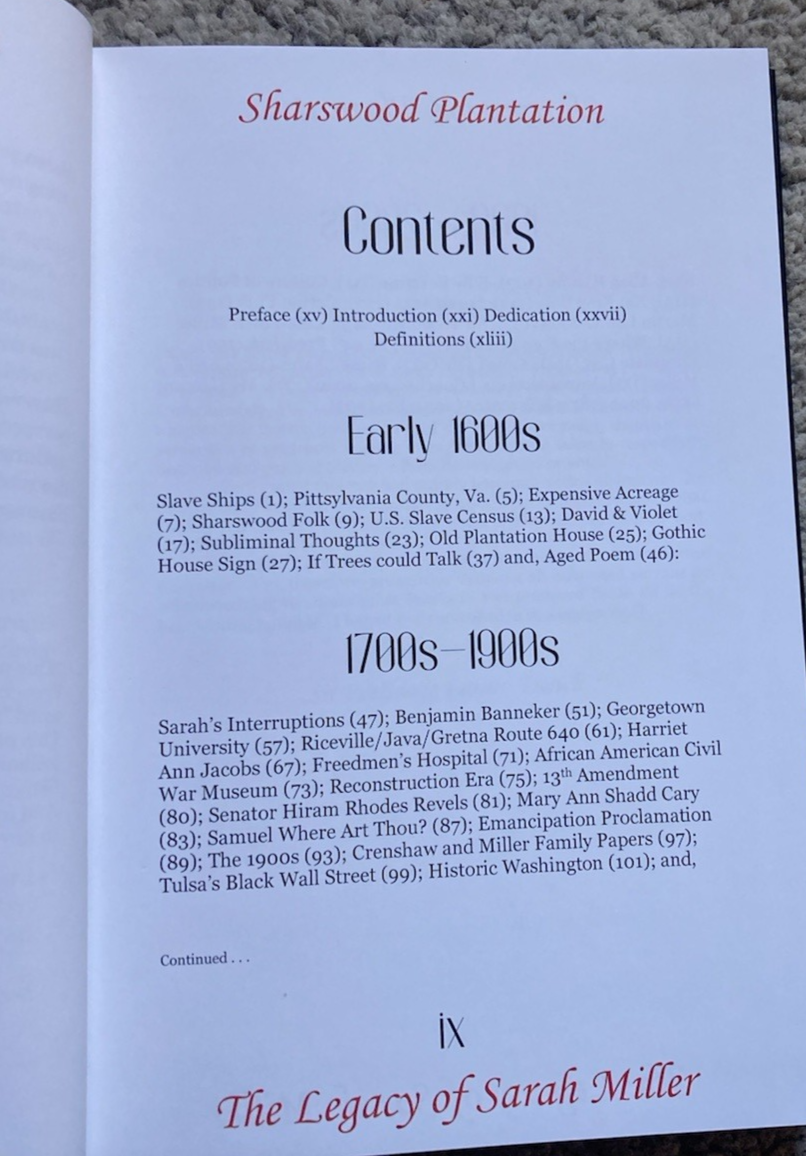 Sharswood Plantation
Contents
Preface (xv) Introduction (xxi) Dedication (xxvii)
Definitions (xliii)
Early 1600s
Slave Ships (1); Pittsylvania County, Va. (5); Expensive Acreage
(7); Sharswood Folk (9); U.S. Slave Census (13); David & Violet
(17); Subliminal Thoughts (23); Old Plantation House (25); Gothic
House Sign (27); If Trees could Talk (37) and, Aged Poem (46):
1700s–1900s
Sarah's Interruptions (47); Benjamin Banneker (51); Georgetown
University (57); Riceville/Java/Gretna Route 640 (61); Harriet
Ann Jacobs (67); Freedmen's Hospital (71); African American Civil
War Museum (73); Reconstruction Era (75); 13th Amendment
(80); Senator Hiram Rhodes Revels (81); Mary Ann Shadd Cary
(83); Samuel Where Art Thou? (87); Emancipation Proclamation
(89); The 1900s (93); Crenshaw and Miller Family Papers (97);
Tulsa's Black Wall Street (99); Historic Washington (101); and,
Continued . . .
ix
The Legacy of Sarah Miller